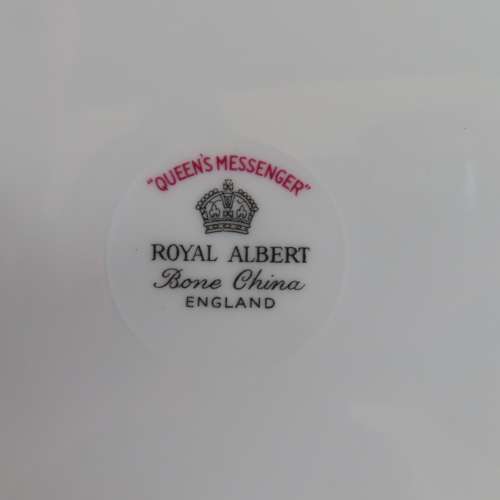 "QUEEN'S MESSENGER"
ROYAL ALBERT
Bone China
ENGLAND